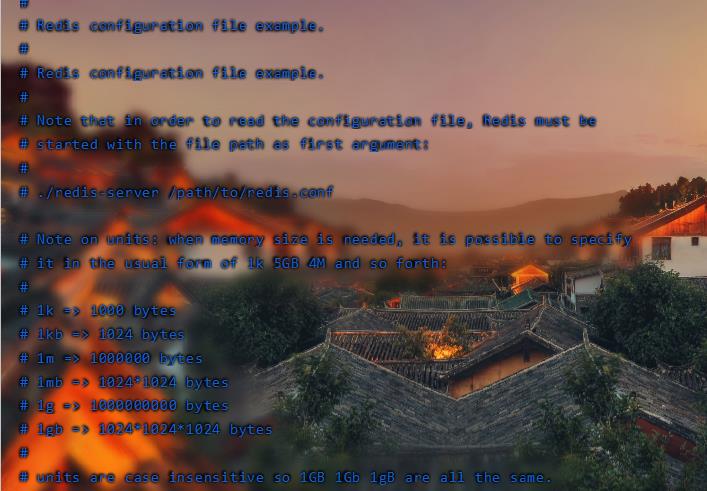 #
# Redis configuration file example.
#
# Redis configuration file example.
#
# Note that in order to read the configuration file, Redis must be
# started with the file path as first argument:
#
# ./redis-server /path/to/redis.conf

# Note on units: when memory size is needed, it is possible to specify
# it in the usual form of 1k 5GB 4M and so forth:
#
# 1k => 1000 bytes
# 1kb => 1024 bytes
# 1m => 1000000 bytes
# 1mb => 1024*1024 bytes
# 1g => 1000000000 bytes
# 1gb => 1024*1024*1024 bytes
#
# units are case insensitive so 1GB 1Gb 1gB are all the same.